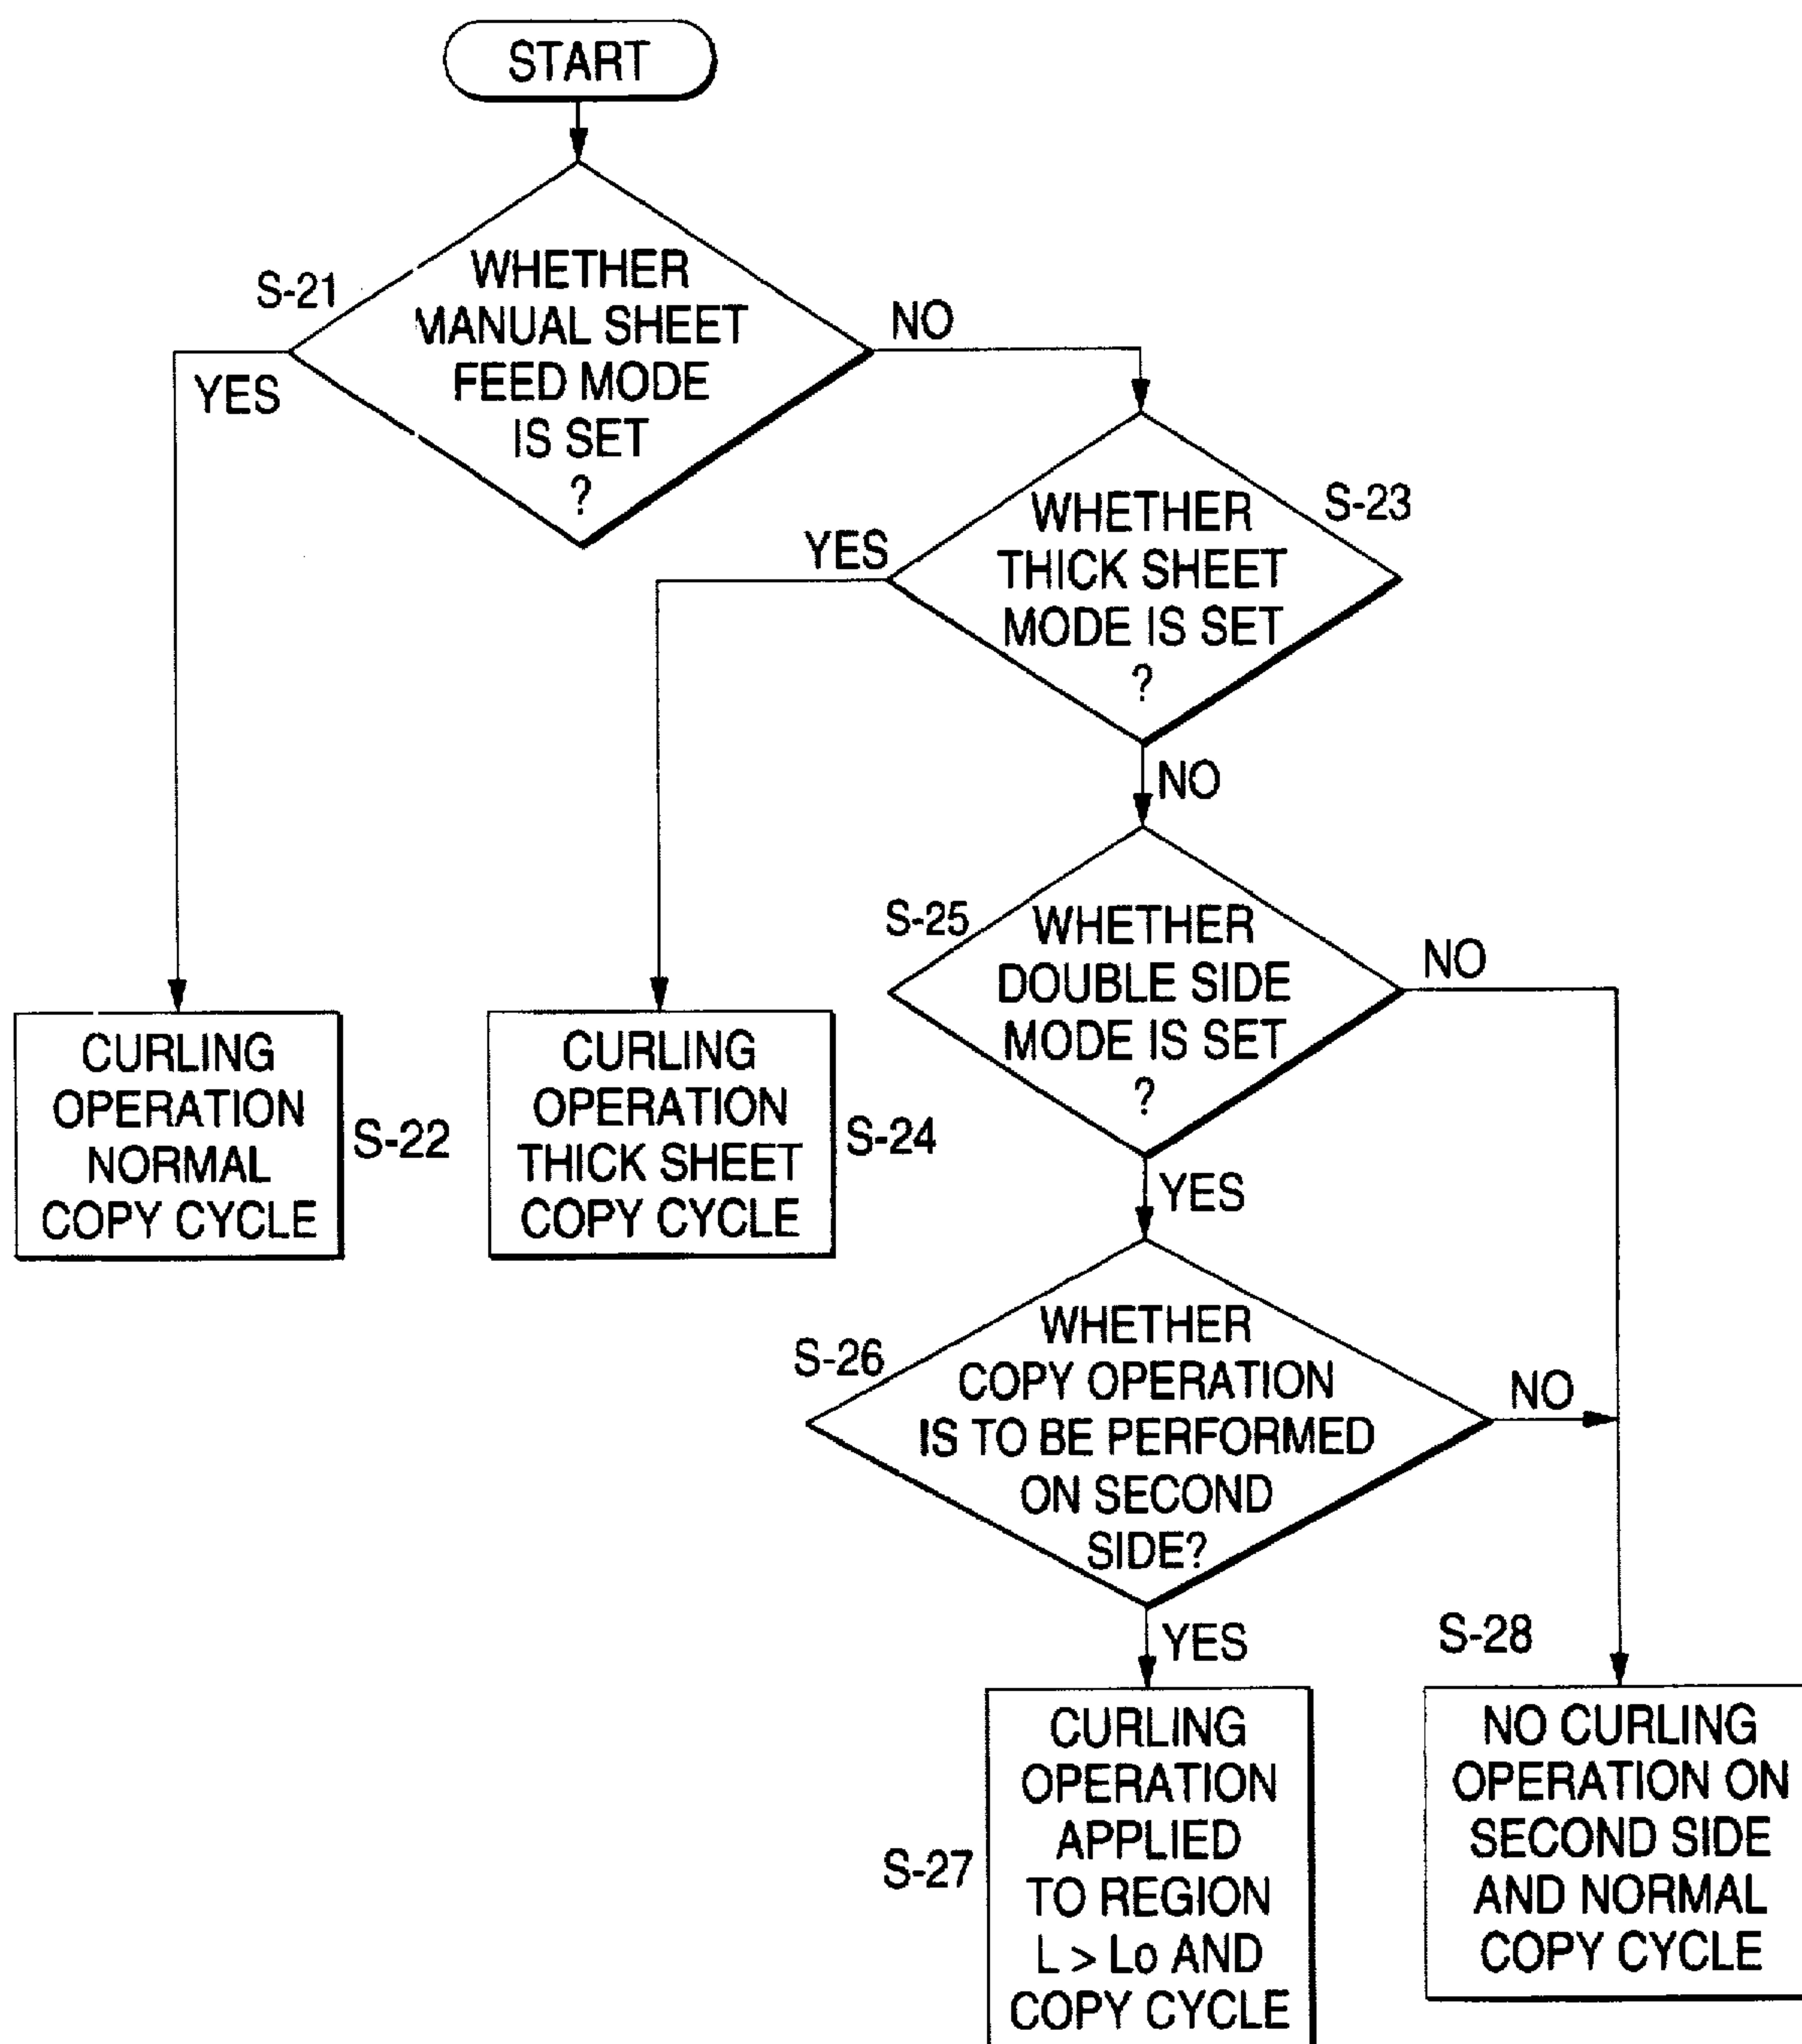 START
S-21
WHETHER
MANUAL SHEET
FEED MODE
IS SET
?
YES
NO
S-23
WHETHER
THICK SHEET
MODE IS SET
?
YES
NO
S-25
WHETHER
DOUBLE SIDE
MODE IS SET
?
NO
YES
CURLING
OPERATION
NORMAL
COPY CYCLE
S-22
CURLING
OPERATION
THICK SHEET
COPY CYCLE
S-24
S-26
WHETHER
COPY OPERATION
IS TO BE PERFORMED
ON SECOND
SIDE?
NO
YES
S-27
CURLING
OPERATION
APPLIED
TO REGION
L > Lo AND
COPY CYCLE
S-28
NO CURLING
OPERATION ON
SECOND SIDE
AND NORMAL
COPY CYCLE